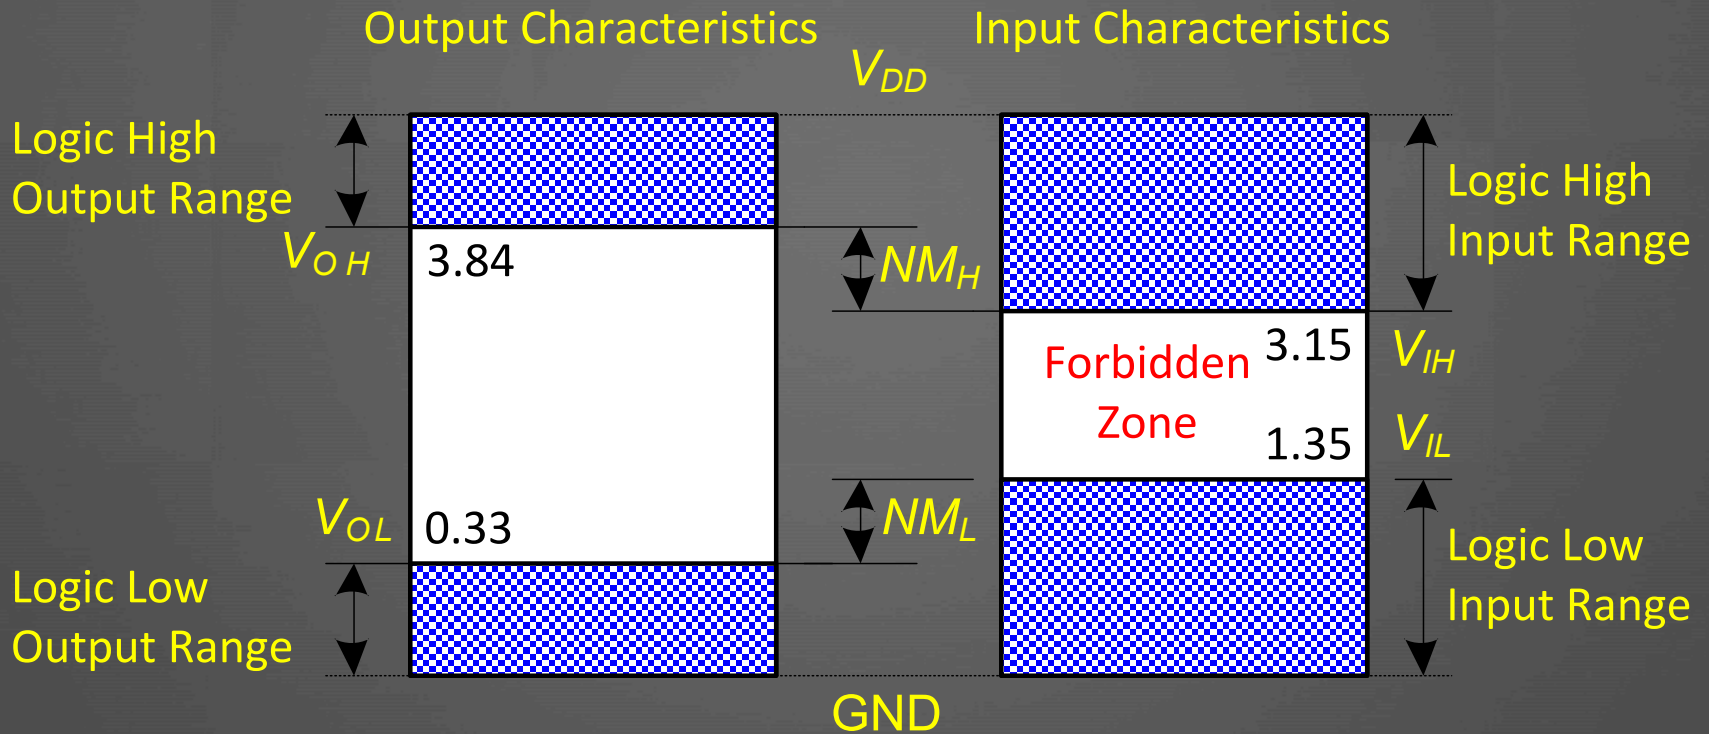 Output Characteristics
Input Characteristics
VDD
Logic High
Output Range
Logic High
Input Range
VOH
3.84
NMH
3.15
VIH
Forbidden
Zone
1.35
VIL
VOL
0.33
NML
Logic Low
Output Range
Logic Low
Input Range
GND